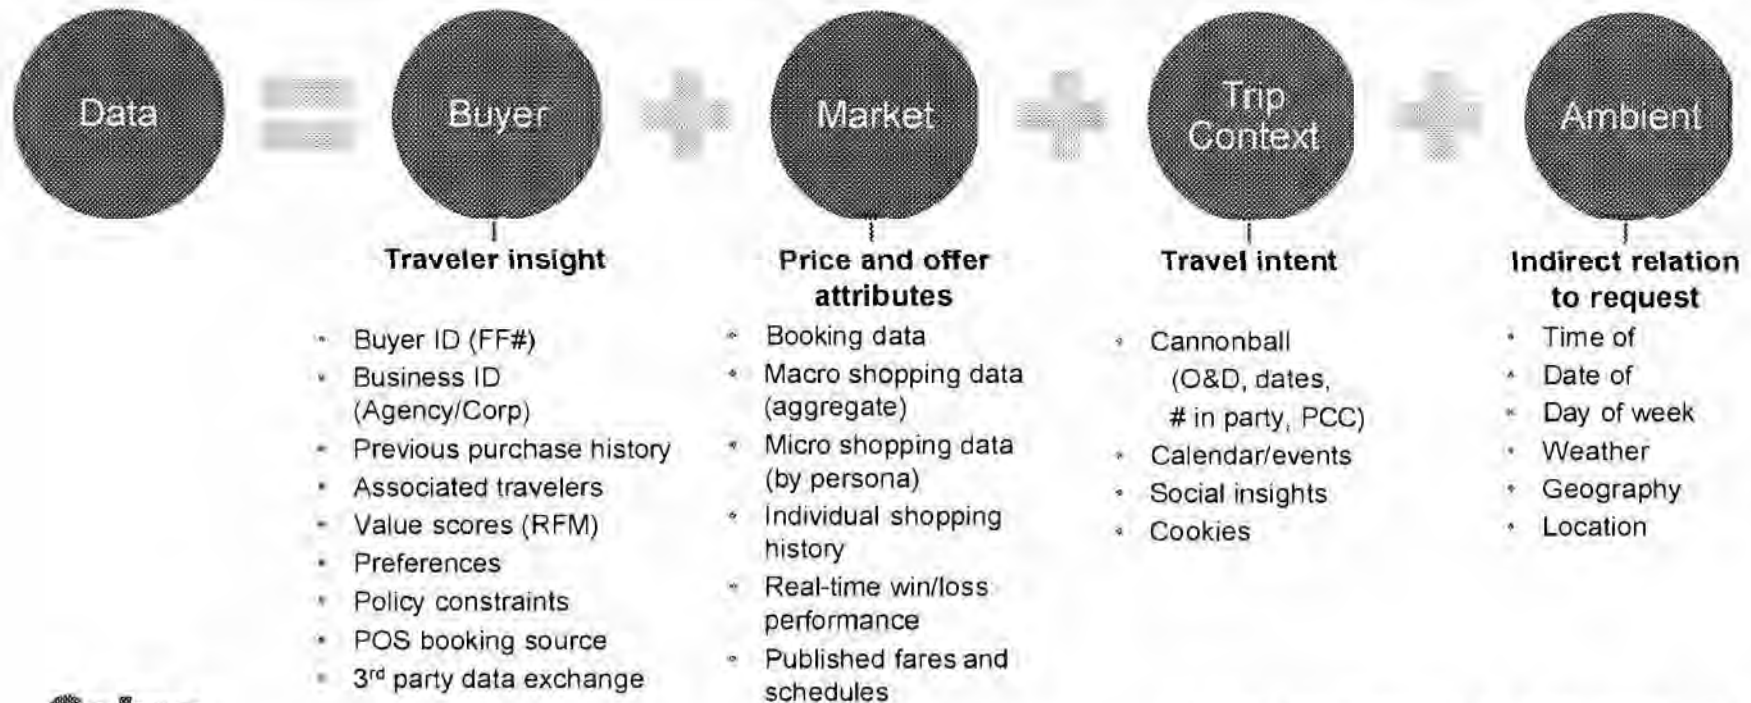 Data
=
Buyer
+
Market
+
Trip
Context
+
Ambient
Traveler insight
• Buyer ID (FF#)
• Business ID
(Agency/Corp)
• Previous purchase history
• Associated travelers
• Value scores (RFM)
• Preferences
• Policy constraints
• POS booking source
• 3rd party data exchange
Price and offer
attributes
• Booking data
• Macro shopping data
(aggregate)
• Micro shopping data
(by persona)
• Individual shopping
history
• Real-time win/loss
performance
• Published fares and
schedules
Travel intent
• Cannonball
(O&D, dates,
# in party, PCC)
• Calendar/events
• Social insights
• Cookies
Indirect relation
to request
• Time of
• Date of
• Day of week
• Weather
• Geography
• Location